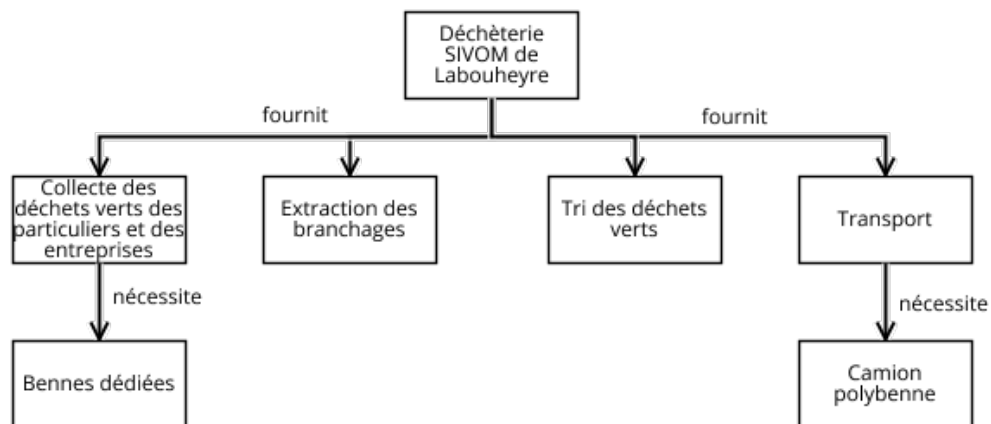 Déchèterie
SIVOM de
Labouheyre
fournit
fournit
Collecte des
déchets verts des
particuliers et des
entreprises
Extraction des
branchages
Tri des déchets
verts
Transport
nécessite
nécessite
Bennes dédiées
Camion
polybenne